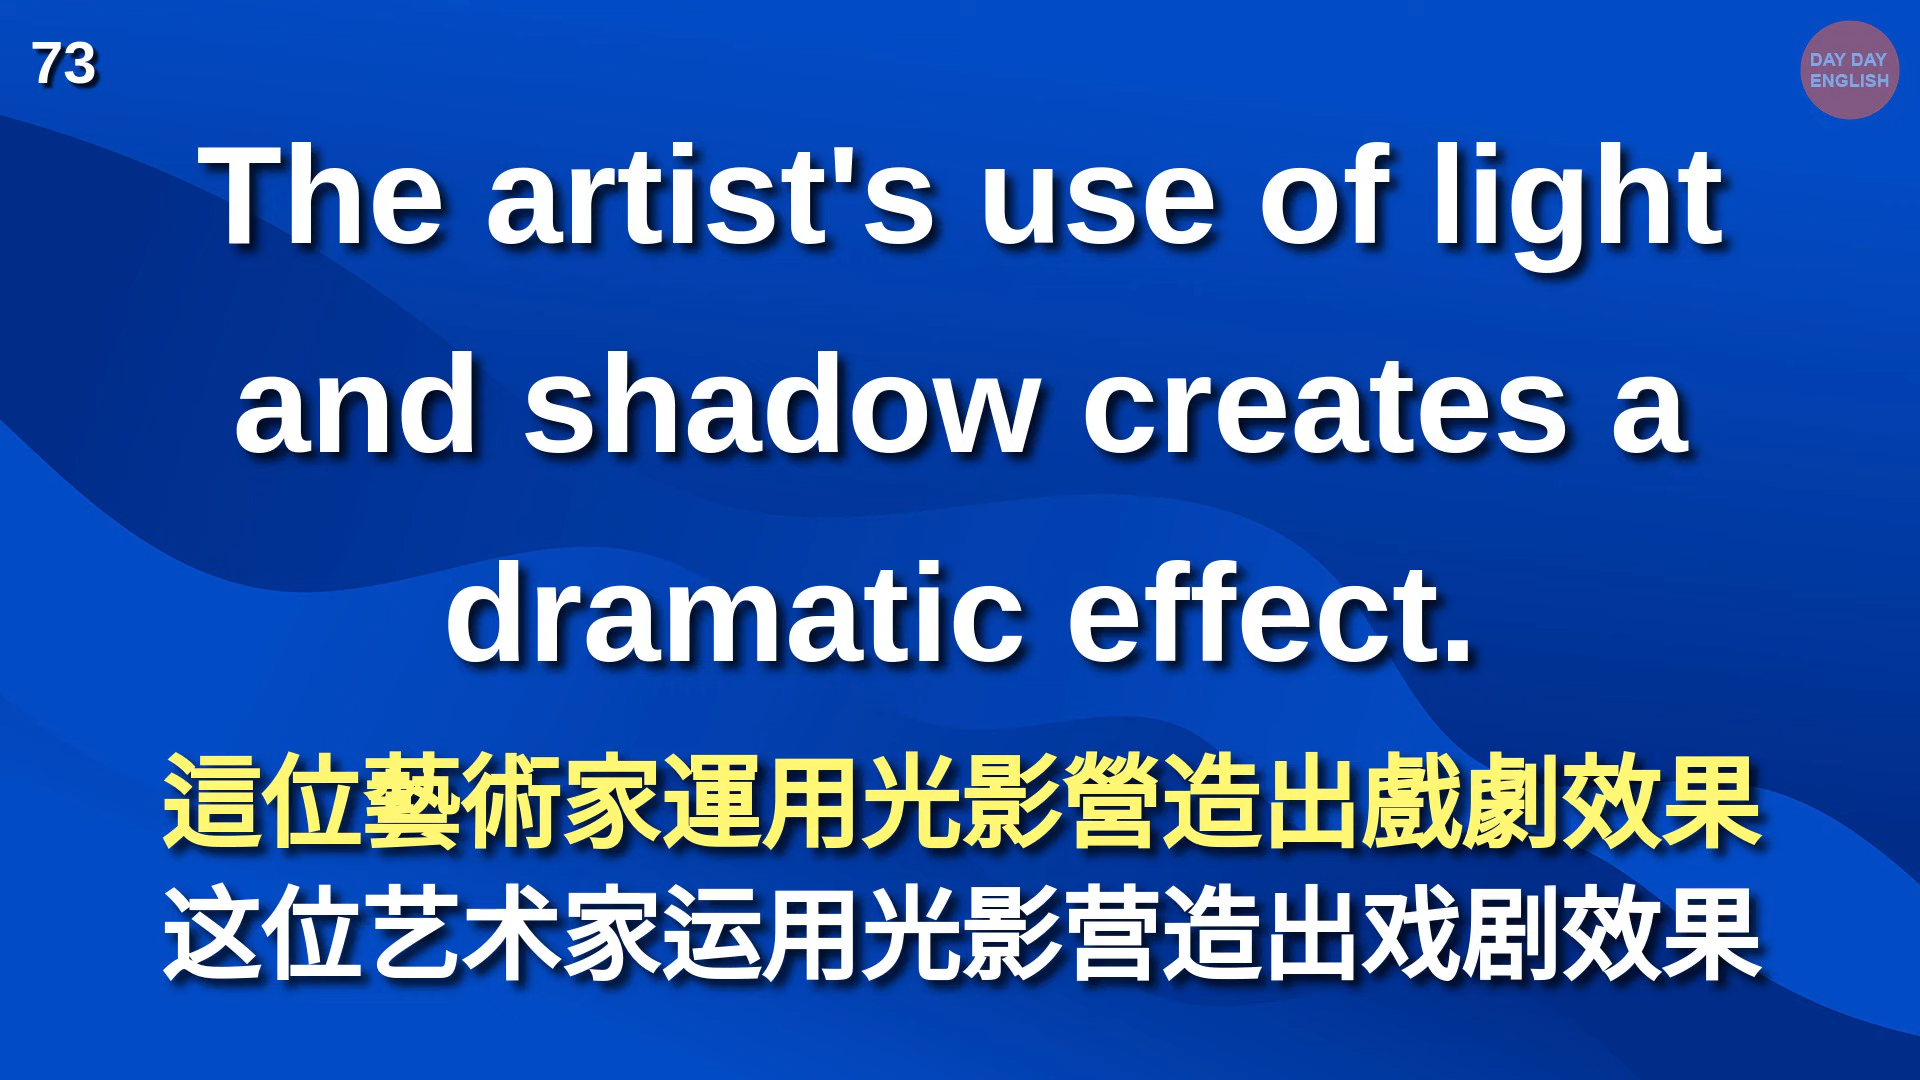 73
DAY DAY
ENGLISH
The artist's use of light
and shadow creates a
dramatic effect.
這位藝術家運用光影營造出戲劇效果
这位艺术家运用光影营造出戏剧效果